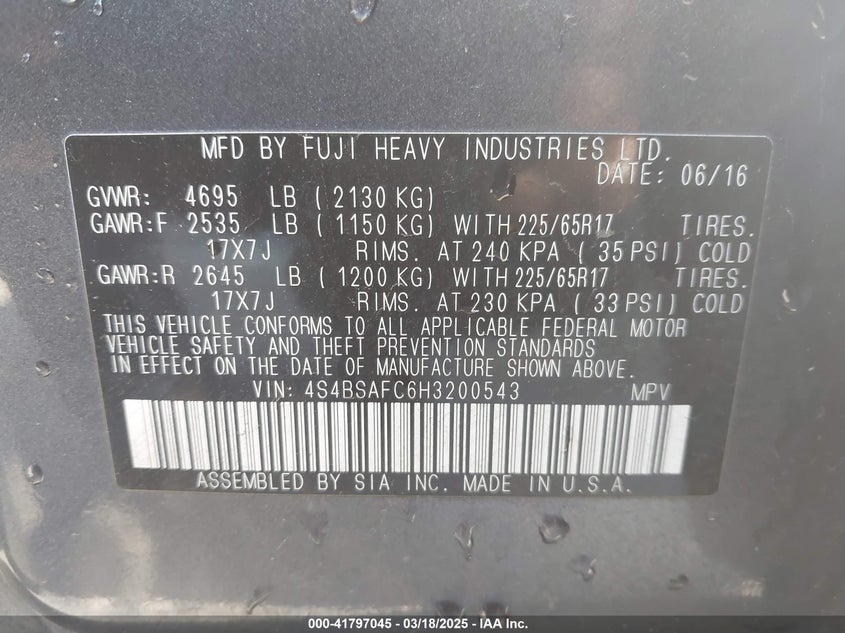 MFD BY FUJI HEAVY INDUSTRIES LTD.
DATE: 06/16
GVWR: 4695 LB ( 2130 KG)
GAWR:F 2535 LB ( 1150 KG) WITH 225/65R17 TIRES.
17X7J RIMS. AT 240 KPA ( 35 PSI) COLD
GAWR:R 2645 LB ( 1200 KG) WITH 225/65R17 TIRES.
17X7J RIMS. AT 230 KPA ( 33 PSI) COLD
THIS VEHICLE CONFORMS TO ALL APPLICABLE FEDERAL MOTOR
VEHICLE SAFETY AND THEFT PREVENTION STANDARDS
IN EFFECT ON THE DATE OF MANUFACTURE SHOWN ABOVE.
VIN: 4S4BSAFC6H3200543 MPV
ASSEMBLED BY SIA INC. MADE IN U.S.A.
000-41797045 - 03/18/2025 - IAA Inc.